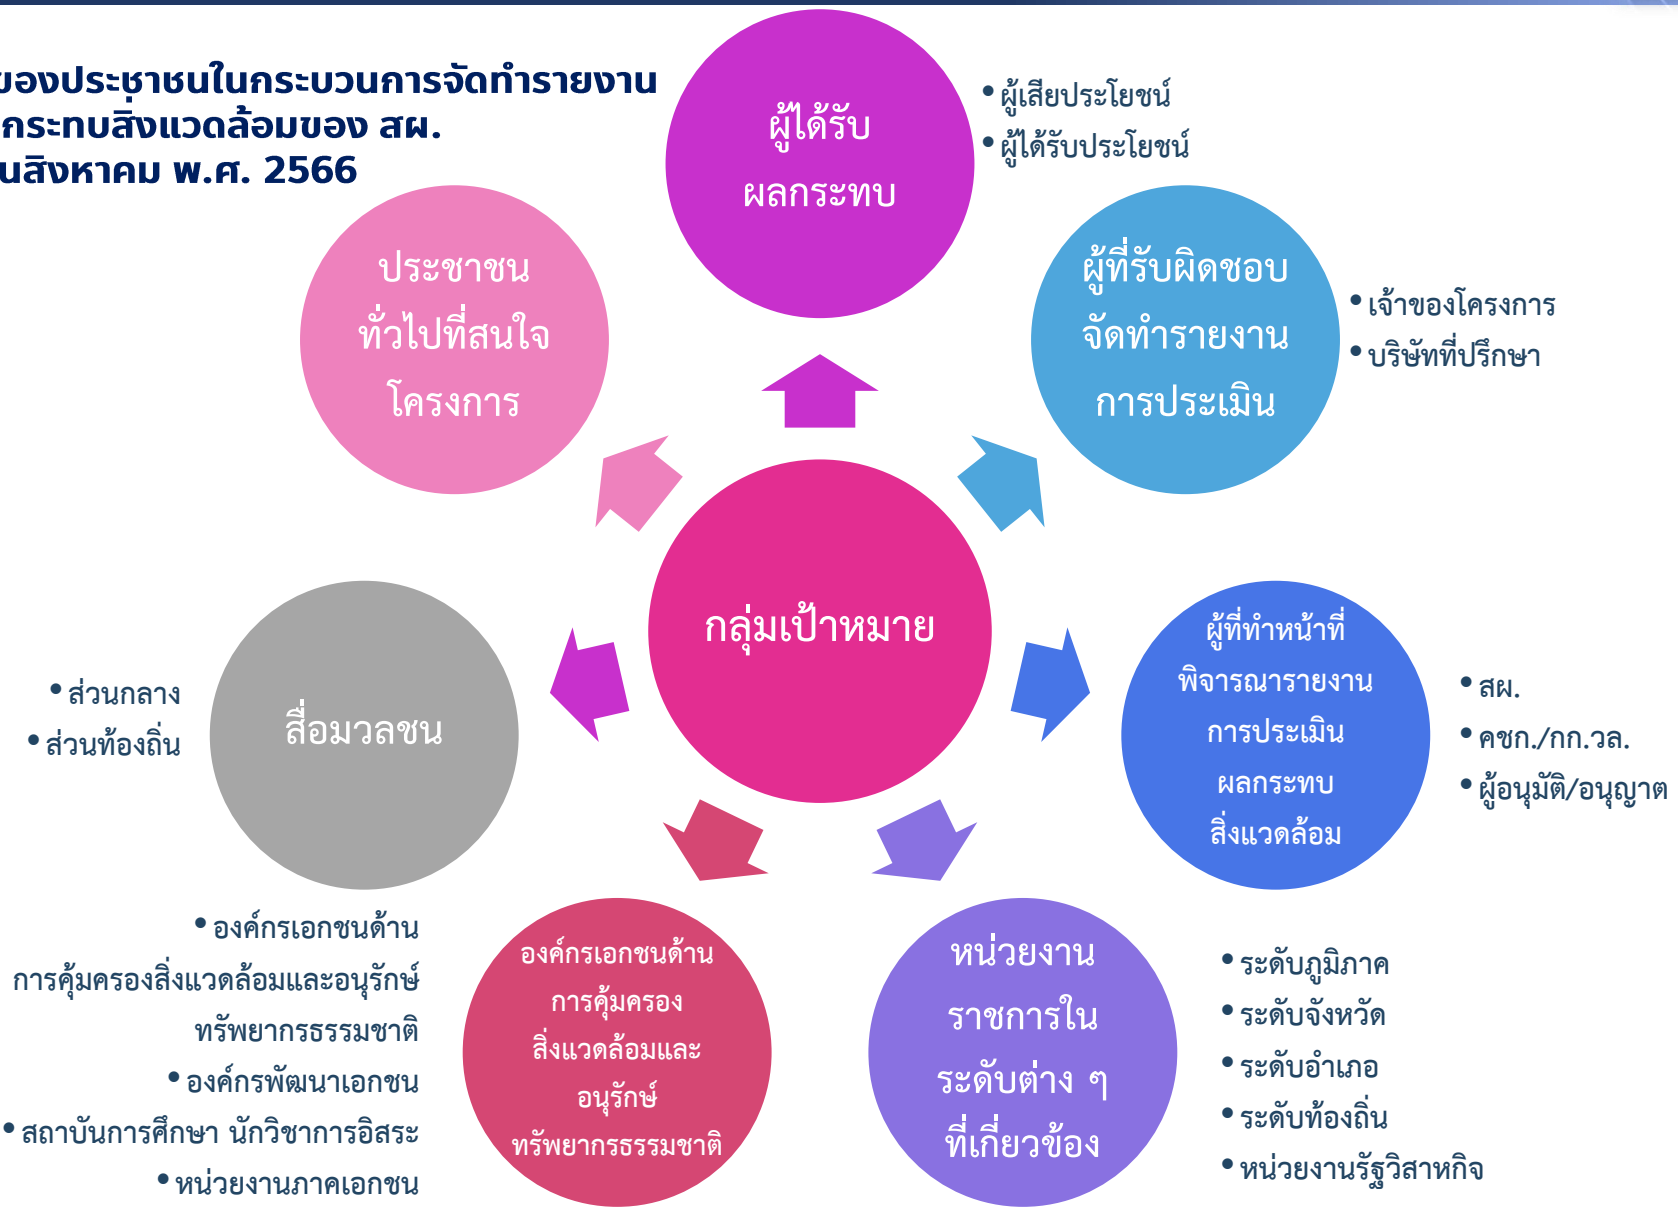 ของประชาชนในกระบวนการจัดทำรายงาน
กระทบสิ่งแวดล้อมของ สผ.
นสิงหาคม พ.ศ. 2566
ผู้ได้รับ
ผลกระทบ
• ผู้เสียประโยชน์
• ผู้ได้รับประโยชน์
ผู้ที่รับผิดชอบ
จัดทำรายงาน
การประเมิน
• เจ้าของโครงการ
• บริษัทที่ปรึกษา
ผู้ที่ทำหน้าที่
พิจารณารายงาน
การประเมิน
ผลกระทบ
สิ่งแวดล้อม
• สผ.
• คชก./กก.วล.
• ผู้อนุมัติ/อนุญาต
หน่วยงาน
ราชการใน
ระดับต่าง ๆ
ที่เกี่ยวข้อง
• ระดับภูมิภาค
• ระดับจังหวัด
• ระดับอำเภอ
• ระดับท้องถิ่น
• หน่วยงานรัฐวิสาหกิจ
องค์กรเอกชนด้าน
การคุ้มครอง
สิ่งแวดล้อมและ
อนุรักษ์
ทรัพยากรธรรมชาติ
• องค์กรเอกชนด้าน
การคุ้มครองสิ่งแวดล้อมและอนุรักษ์
ทรัพยากรธรรมชาติ
• องค์กรพัฒนาเอกชน
• สถาบันการศึกษา นักวิชาการอิสระ
• หน่วยงานภาคเอกชน
สื่อมวลชน
• ส่วนกลาง
• ส่วนท้องถิ่น
ประชาชน
ทั่วไปที่สนใจ
โครงการ
กลุ่มเป้าหมาย